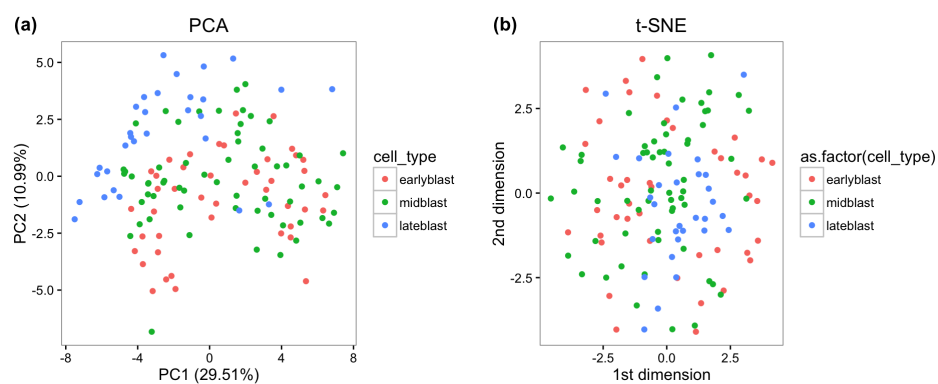 (a) PCA
5.0
2.5
0.0
-2.5
-5.0
PC2 (10.99%)
-8 -4 0 4 8
PC1 (29.51%)
cell_type
earlyblast
midblast
lateblast
(b) t-SNE
2.5
0.0
-2.5
2nd dimension
-2.5 0.0 2.5
1st dimension
as.factor(cell_type)
earlyblast
midblast
lateblast